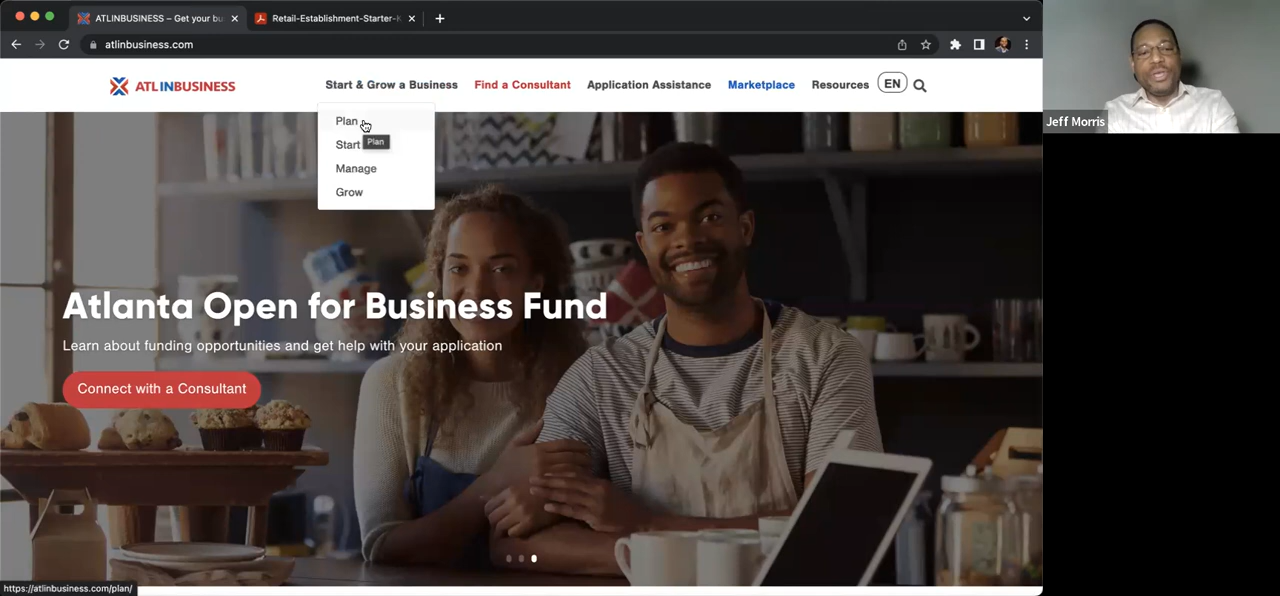 ATLINBUSINESS – Get your bu
Retail-Establishment-Starter-K
atlinbusiness.com
ATLINBUSINESS
Start & Grow a Business
Find a Consultant
Application Assistance
Marketplace
Resources
EN
Plan
Start
Plan
Manage
Grow
Jeff Morris
Atlanta Open for Business Fund
Learn about funding opportunities and get help with your application
Connect with a Consultant
https://atlinbusiness.com/plan/